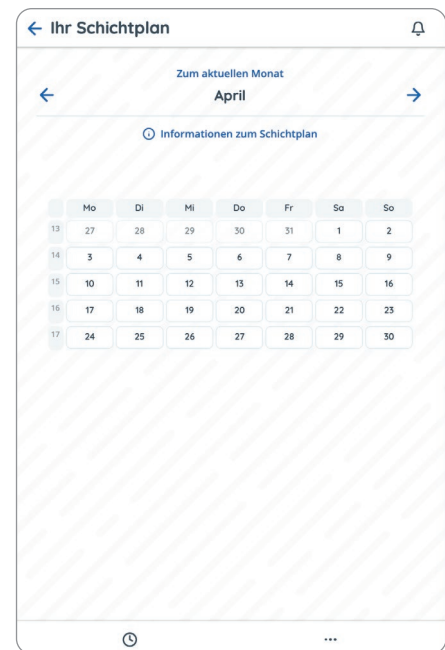 Ihr Schichtplan
Zum aktuellen Monat
April
Informationen zum Schichtplan
Mo Di Mi Do Fr Sa So
13 27 28 29 30 31 1 2
14 3 4 5 6 7 8 9
15 10 11 12 13 14 15 16
16 17 18 19 20 21 22 23
17 24 25 26 27 28 29 30